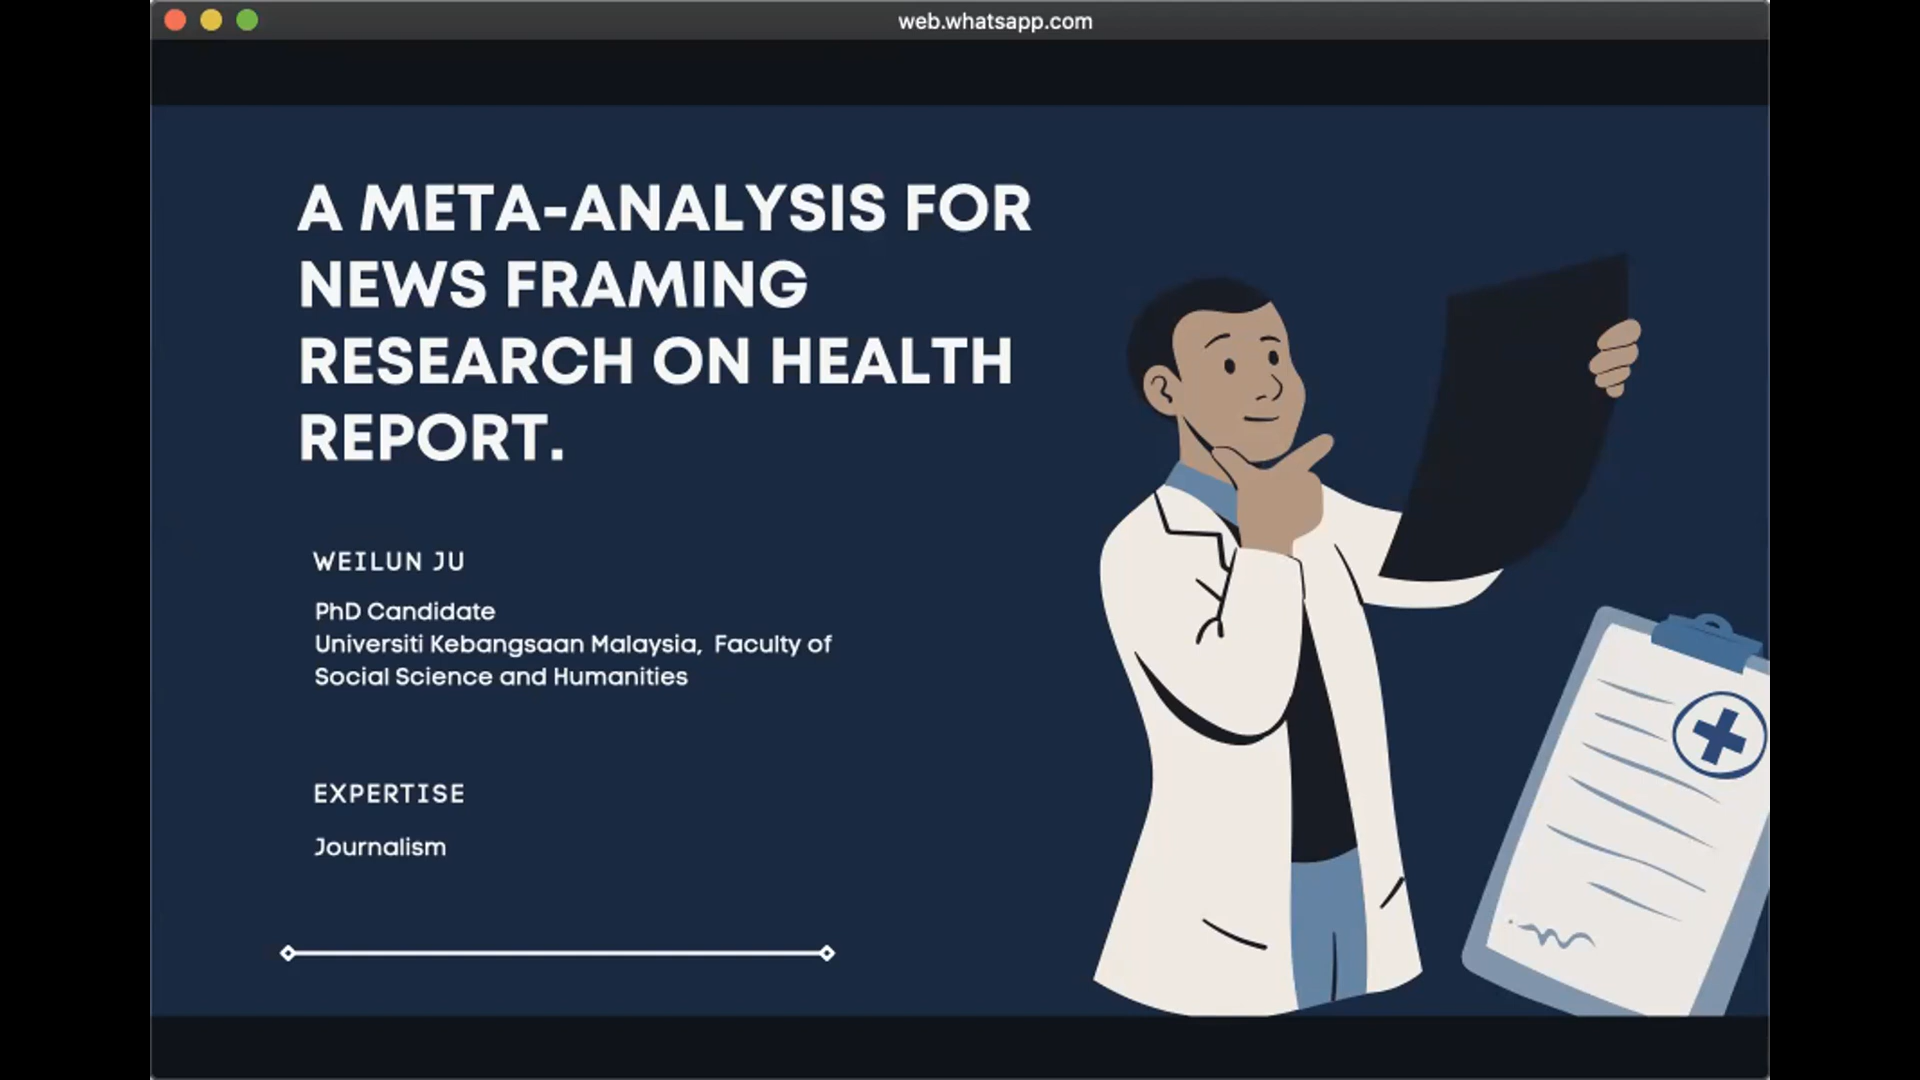 web.whatsapp.com
A META-ANALYSIS FOR
NEWS FRAMING
RESEARCH ON HEALTH
REPORT.
WEILUN JU
PhD Candidate
Universiti Kebangsaan Malaysia, Faculty of
Social Science and Humanities
EXPERTISE
Journalism